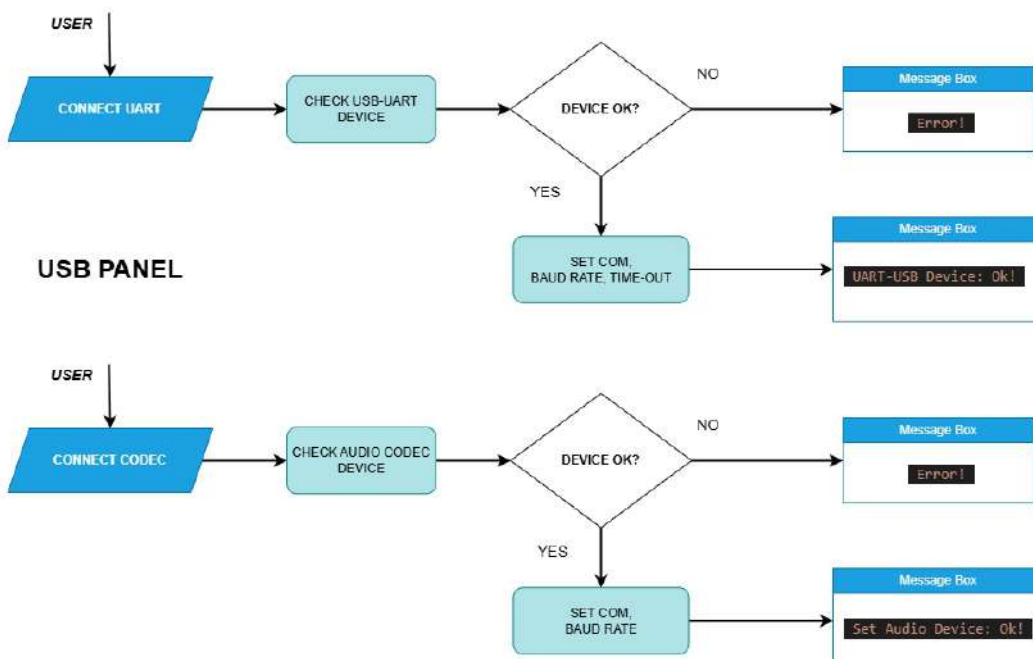 USER
CONNECT UART
CHECK USB-UART
DEVICE
DEVICE OK?
NO
Message Box
Error!
YES
SET COM,
BAUD RATE, TIME-OUT
Message Box
UART-USB Device: Ok!
USB PANEL
USER
CONNECT CODEC
CHECK AUDIO CODEC
DEVICE
DEVICE OK?
NO
Message Box
Error!
YES
SET COM,
BAUD RATE
Message Box
Set Audio Device: Ok!